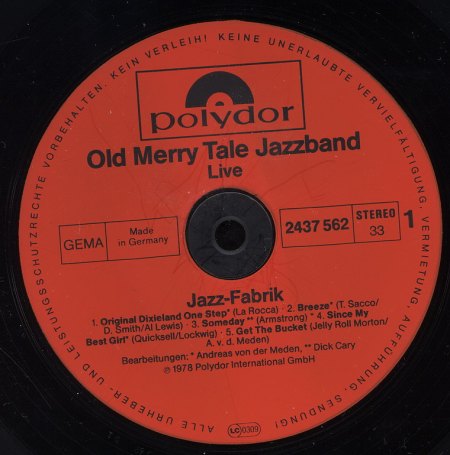 ALLE URHEBER- UND LEISTUNGSSCHUTZRECHTE VORBEHALTEN. KEIN VERLEIH! KEINE UNERLAUBTE VERVIELFÄLTIGUNG, VERMIETUNG, AUFFÜHRUNG, SENDUNG!
polydor
Old Merry Tale Jazzband
Live
GEMA
Made
in Germany
2437 562
STEREO
33
1
Jazz-Fabrik
1. Original Dixieland One Step* (La Rocca) · 2. Breeze* (T. Sacco/
D. Smith/Al Lewis) · 3. Someday ** (Armstrong) · 4. Since My
Best Girl* (Quicksell/Lockwig) · 5. Get The Bucket (Jelly Roll Morton/
A. v. d. Meden)
Bearbeitungen: * Andreas von der Meden, ** Dick Cary
℗ 1978 Polydor International GmbH
LC 0309